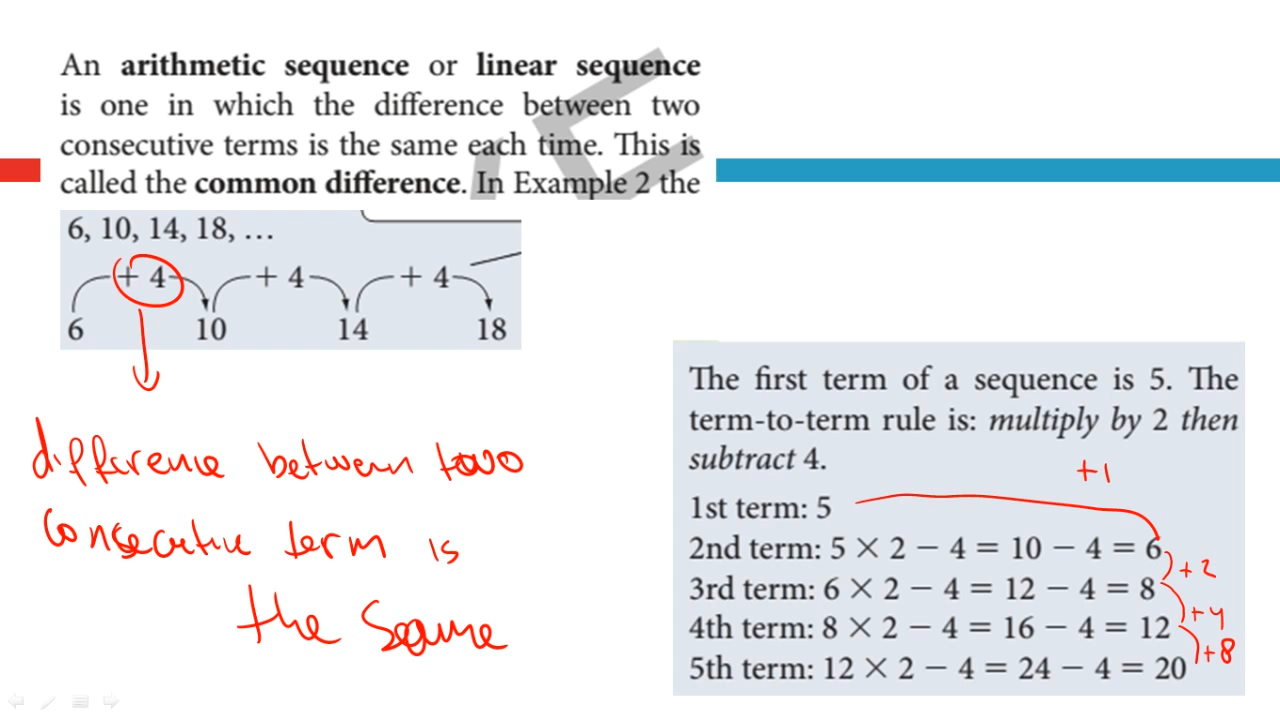 An arithmetic sequence or linear sequence
is one in which the difference between two
consecutive terms is the same each time. This is
called the common difference. In Example 2 the
6, 10, 14, 18, …
+ 4 + 4 + 4
6 10 14 18
difference between two
consecutive term is
the same
The first term of a sequence is 5. The
term-to-term rule is: multiply by 2 then
subtract 4.
+1
1st term: 5
2nd term: 5 × 2 − 4 = 10 − 4 = 6
+2
3rd term: 6 × 2 − 4 = 12 − 4 = 8
+4
4th term: 8 × 2 − 4 = 16 − 4 = 12
+8
5th term: 12 × 2 − 4 = 24 − 4 = 20